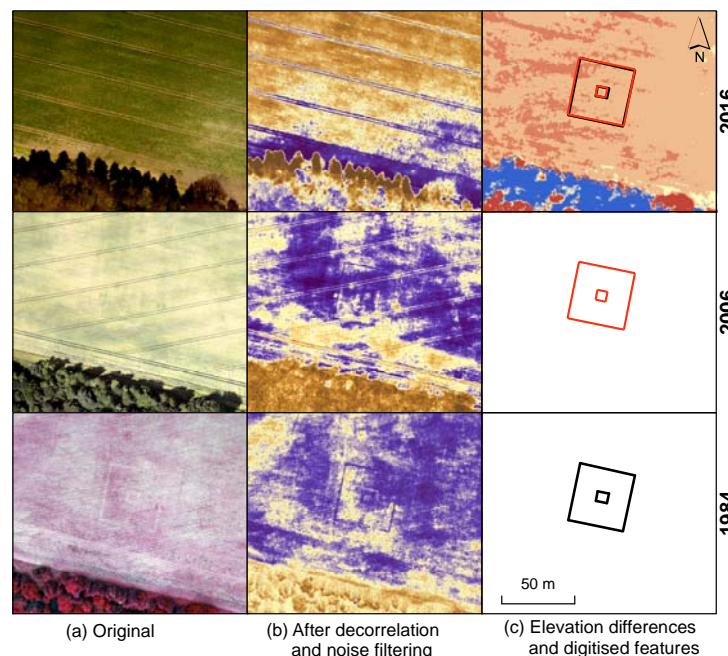 N
2016
2006
1984
50 m
(a) Original
(b) After decorrelation
and noise filtering
(c) Elevation differences
and digitised features